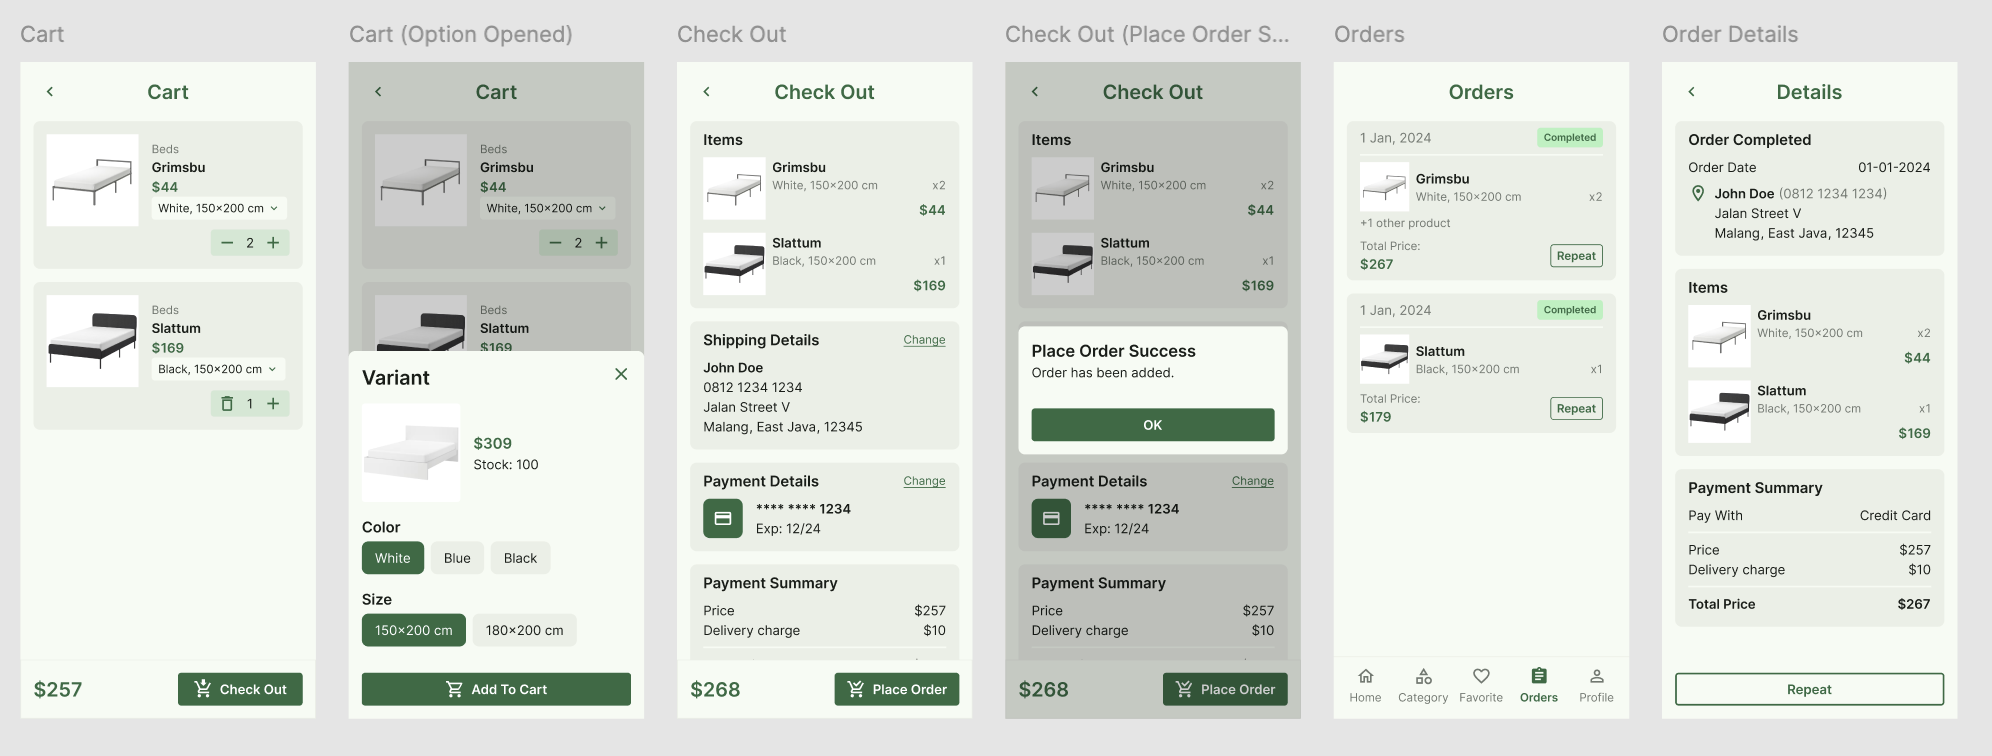 Cart
Cart
Beds
Grimsbu
$44
White, 150×200 cm
2
Beds
Slattum
$169
Black, 150×200 cm
1
$257
Check Out
Cart (Option Opened)
Cart
Beds
Grimsbu
$44
White, 150×200 cm
2
Beds
Slattum
$169
Variant
$309
Stock: 100
Color
White
Blue
Black
Size
150×200 cm
180×200 cm
Add To Cart
Check Out
Check Out
Items
Grimsbu
White, 150×200 cm x2
$44
Slattum
Black, 150×200 cm x1
$169
Shipping Details Change
John Doe
0812 1234 1234
Jalan Street V
Malang, East Java, 12345
Payment Details Change
**** **** 1234
Exp: 12/24
Payment Summary
Price $257
Delivery charge $10
$268
Place Order
Check Out (Place Order S...
Check Out
Items
Grimsbu
White, 150×200 cm x2
$44
Slattum
Black, 150×200 cm x1
$169
Place Order Success
Order has been added.
OK
Payment Details Change
**** **** 1234
Exp: 12/24
Payment Summary
Price $257
Delivery charge $10
$268
Place Order
Orders
Orders
1 Jan, 2024 Completed
Grimsbu
White, 150×200 cm x2
+1 other product
Total Price:
$267
Repeat
1 Jan, 2024 Completed
Slattum
Black, 150×200 cm x1
Total Price:
$179
Repeat
Home
Category
Favorite
Orders
Profile
Order Details
Details
Order Completed
Order Date 01-01-2024
John Doe (0812 1234 1234)
Jalan Street V
Malang, East Java, 12345
Items
Grimsbu
White, 150×200 cm x2
$44
Slattum
Black, 150×200 cm x1
$169
Payment Summary
Pay With Credit Card
Price $257
Delivery charge $10
Total Price $267
Repeat